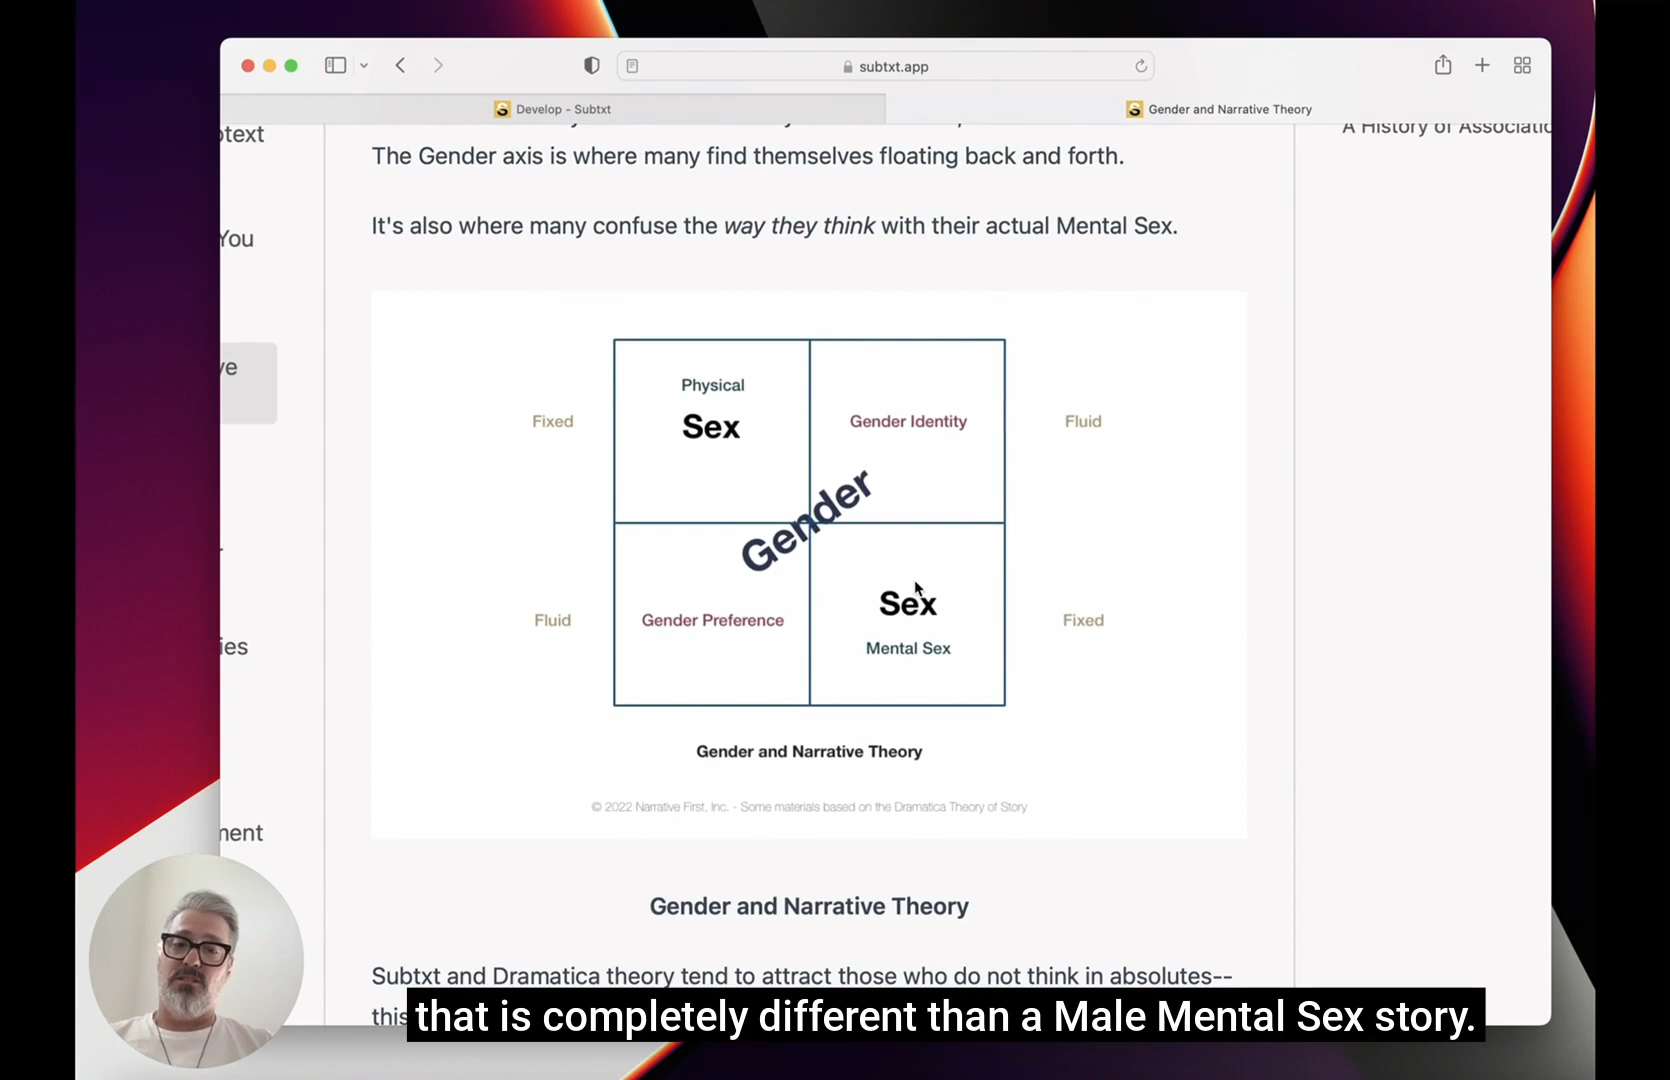 subtxt.app
Develop - Subtxt
Gender and Narrative Theory
otext
You
ve
ies
ment
A History of Associatio
The Gender axis is where many find themselves floating back and forth.
It's also where many confuse the way they think with their actual Mental Sex.
Physical
Sex
Gender Identity
Fixed
Fluid
Gender
Fluid
Gender Preference
Sex
Mental Sex
Fixed
Gender and Narrative Theory
© 2022 Narrative First, Inc. - Some materials based on the Dramatica Theory of Story
Gender and Narrative Theory
Subtxt and Dramatica theory tend to attract those who do not think in absolutes--
this
that is completely different than a Male Mental Sex story.